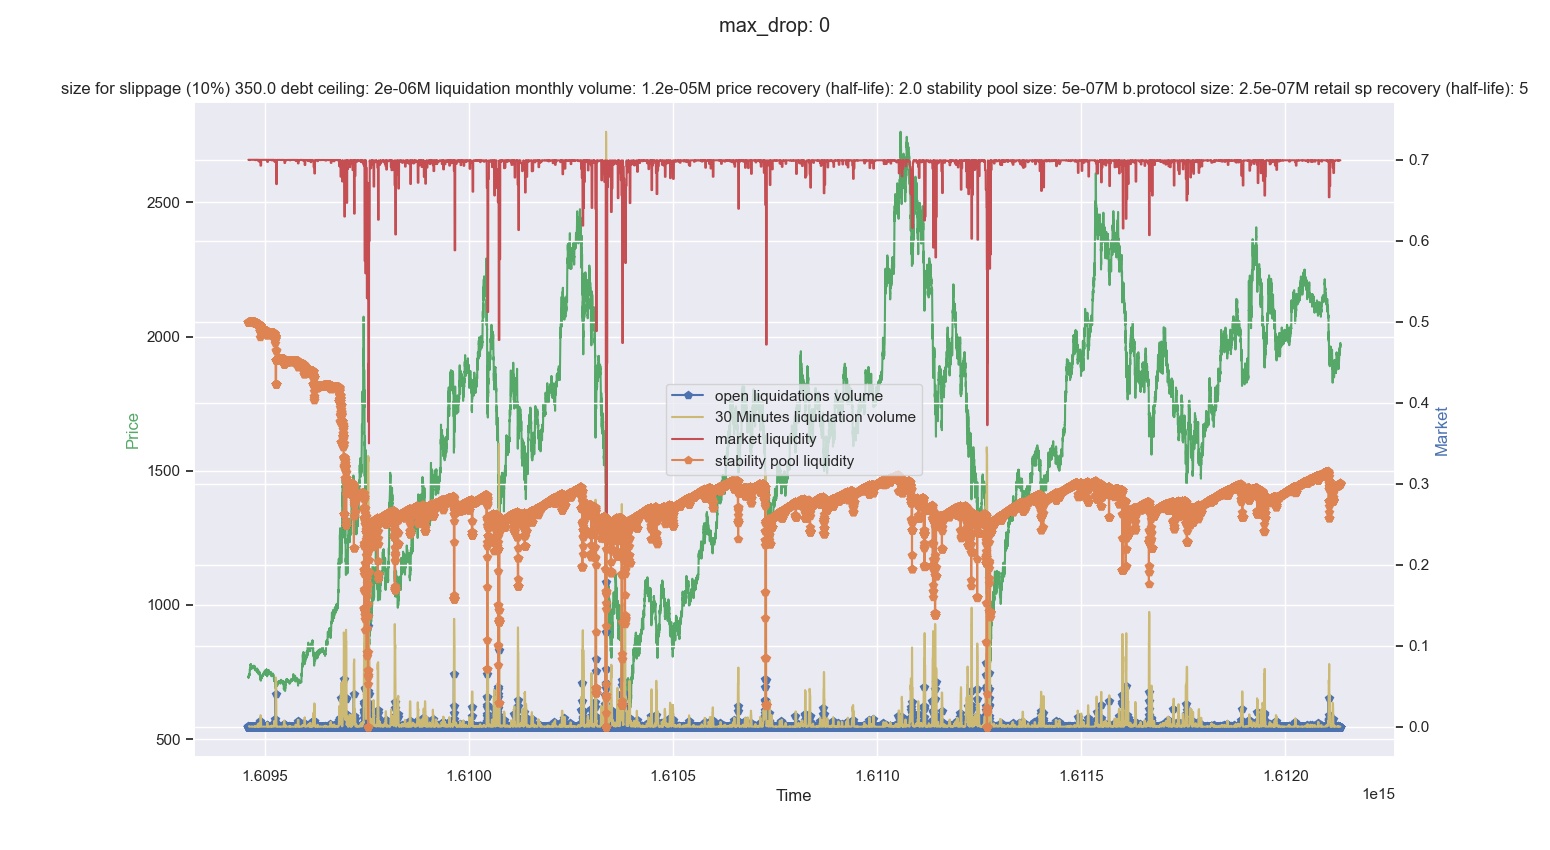 max_drop: 0
size for slippage (10%) 350.0 debt ceiling: 2e-06M liquidation monthly volume: 1.2e-05M price recovery (half-life): 2.0 stability pool size: 5e-07M b.protocol size: 2.5e-07M retail sp recovery (half-life): 5
2500
2000
1500
1000
500
Price
open liquidations volume
30 Minutes liquidation volume
market liquidity
stability pool liquidity
0.7
0.6
0.5
0.4
0.3
0.2
0.1
0.0
Market
1.6095
1.6100
1.6105
1.6110
1.6115
1.6120
Time
1e15